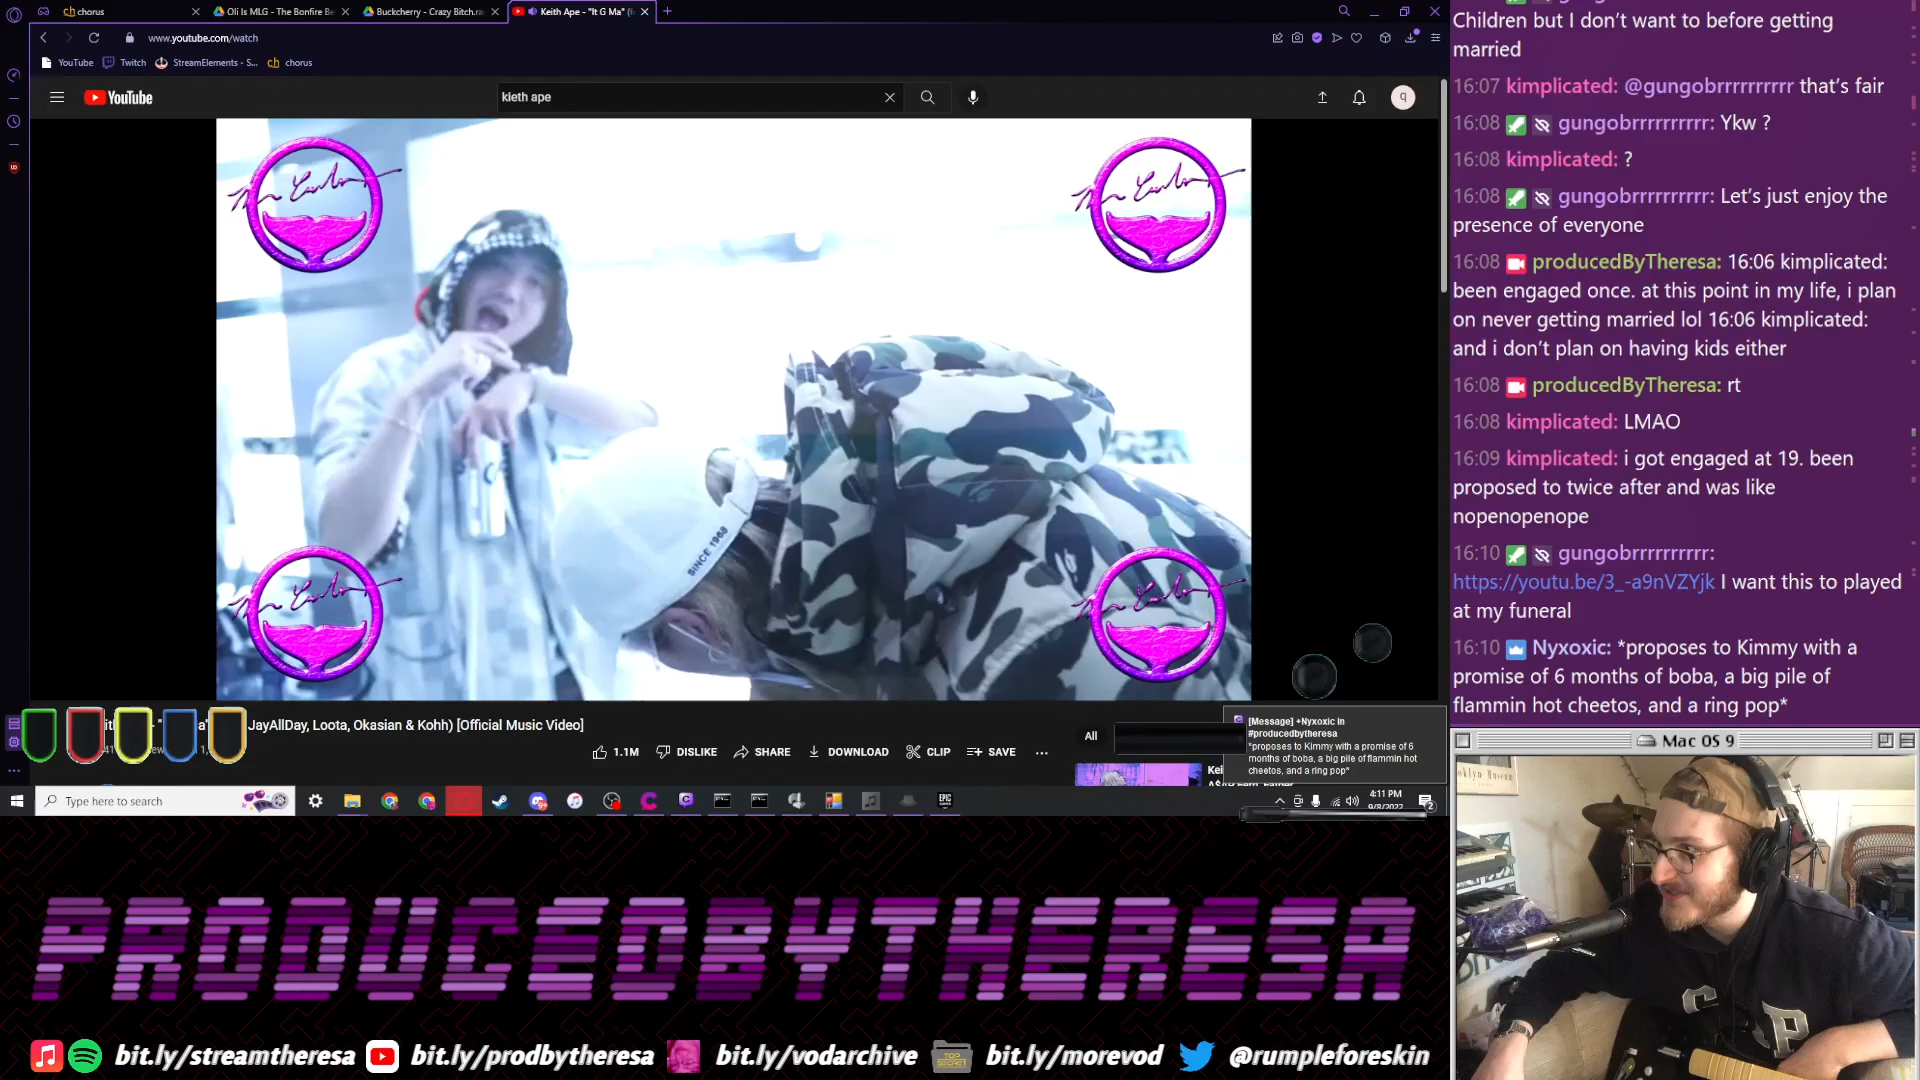 chorus
Oli Is MLG - The Bonfire Be
Buckcherry - Crazy Bitch.ra
Keith Ape - "It G Ma" (f
www.youtube.com/watch
YouTube
Twitch
StreamElements - S...
chorus
YouTube
kieth ape
q
SINCE 1968
JayAllDay, Loota, Okasian & Kohh) [Official Music Video]
1.1M
DISLIKE
SHARE
DOWNLOAD
CLIP
SAVE
All
[Message] +Nyxoxic in
#producedbytheresa
*proposes to Kimmy with a promise of 6
months of boba, a big pile of flammin hot
cheetos, and a ring pop*
Type here to search
4:11 PM
9/8/2022
2
Children but I don't want to before getting
married
16:07 kimplicated: @gungobrrrrrrrrrr that's fair
16:08 gungobrrrrrrrrrr: Ykw ?
16:08 kimplicated: ?
16:08 gungobrrrrrrrrrr: Let's just enjoy the
presence of everyone
16:08 producedByTheresa: 16:06 kimplicated:
been engaged once. at this point in my life, i plan
on never getting married lol 16:06 kimplicated:
and i don't plan on having kids either
16:08 producedByTheresa: rt
16:08 kimplicated: LMAO
16:09 kimplicated: i got engaged at 19. been
proposed to twice after and was like
nopenopenope
16:10 gungobrrrrrrrrrr:
https://youtu.be/3_-a9nVZYjk I want this to played
at my funeral
16:10 Nyxoxic: *proposes to Kimmy with a
promise of 6 months of boba, a big pile of
flammin hot cheetos, and a ring pop*
Mac OS 9
C P
PRODUCEDBYTHERESA
bit.ly/streamtheresa
bit.ly/prodbytheresa
bit.ly/vodarchive
TOP SECRET
bit.ly/morevod
@rumpleforeskin